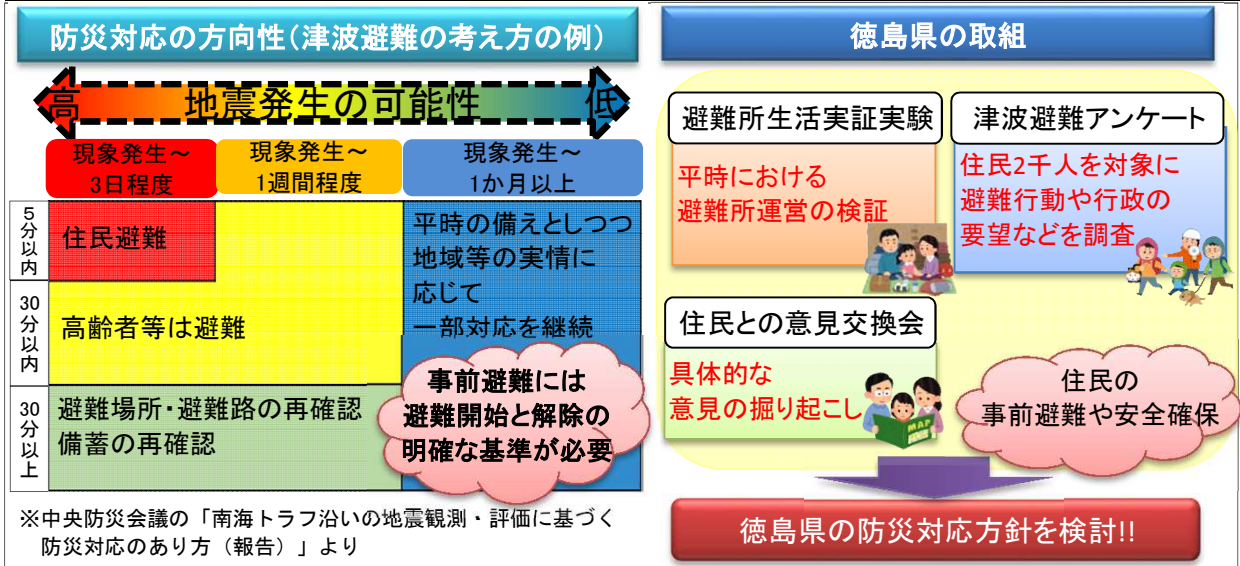 防災対応の方向性(津波避難の考え方の例)
高 地震発生の可能性 低
現象発生～
3日程度
現象発生～
1週間程度
現象発生～
1か月以上
5分以内
住民避難
30分以内
高齢者等は避難
30分以上
避難場所・避難路の再確認
備蓄の再確認
平時の備えとしつつ
地域等の実情に
応じて
一部対応を継続
事前避難には
避難開始と解除の
明確な基準が必要
※中央防災会議の「南海トラフ沿いの地震観測・評価に基づく
防災対応のあり方（報告）」より
徳島県の取組
避難所生活実証実験
平時における
避難所運営の検証
津波避難アンケート
住民2千人を対象に
避難行動や行政の
要望などを調査
住民との意見交換会
具体的な
意見の掘り起こし
MAP
住民の
事前避難や安全確保
徳島県の防災対応方針を検討!!